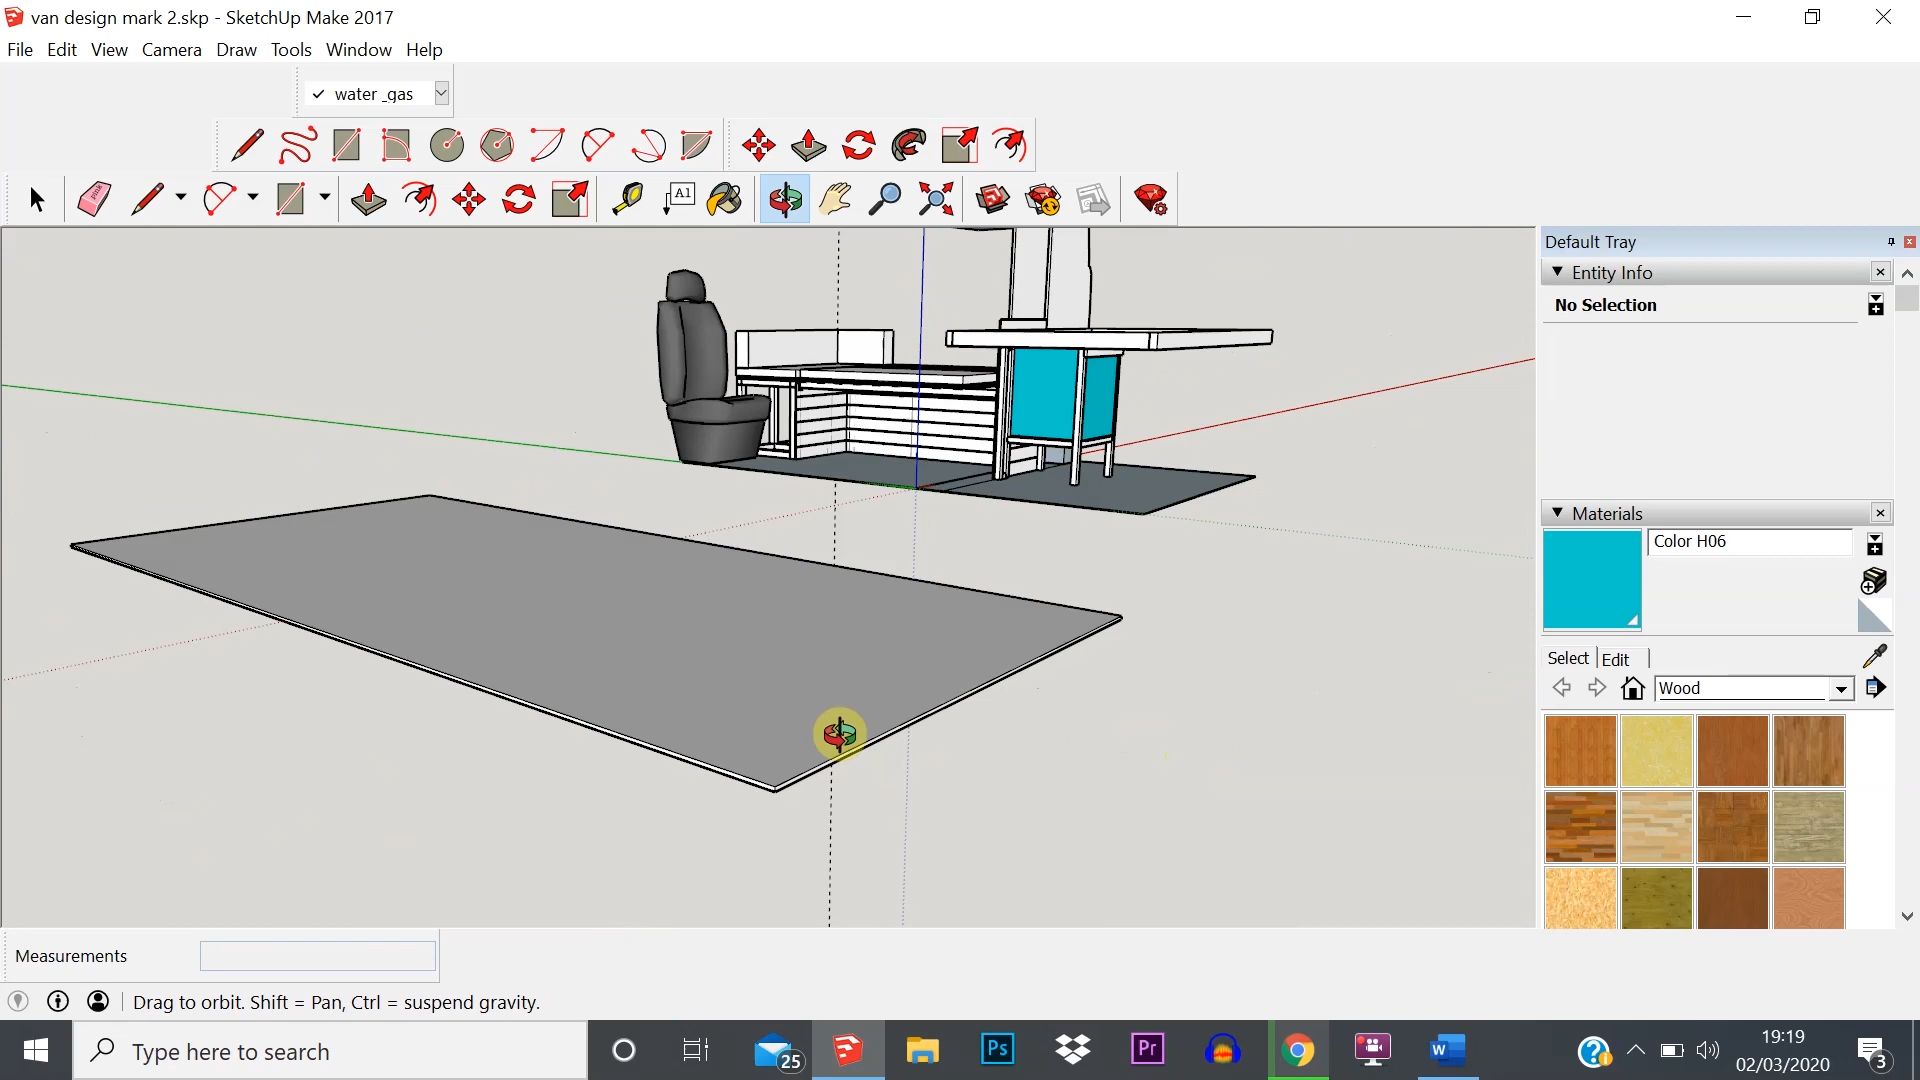 van design mark 2.skp - SketchUp Make 2017
File Edit View Camera Draw Tools Window Help
water _gas
A1
Default Tray
Entity Info
No Selection
Materials
Color H06
Select Edit
Wood
Measurements
Drag to orbit. Shift = Pan, Ctrl = suspend gravity.
Type here to search
25
Ps
Pr
W
19:19
02/03/2020
3